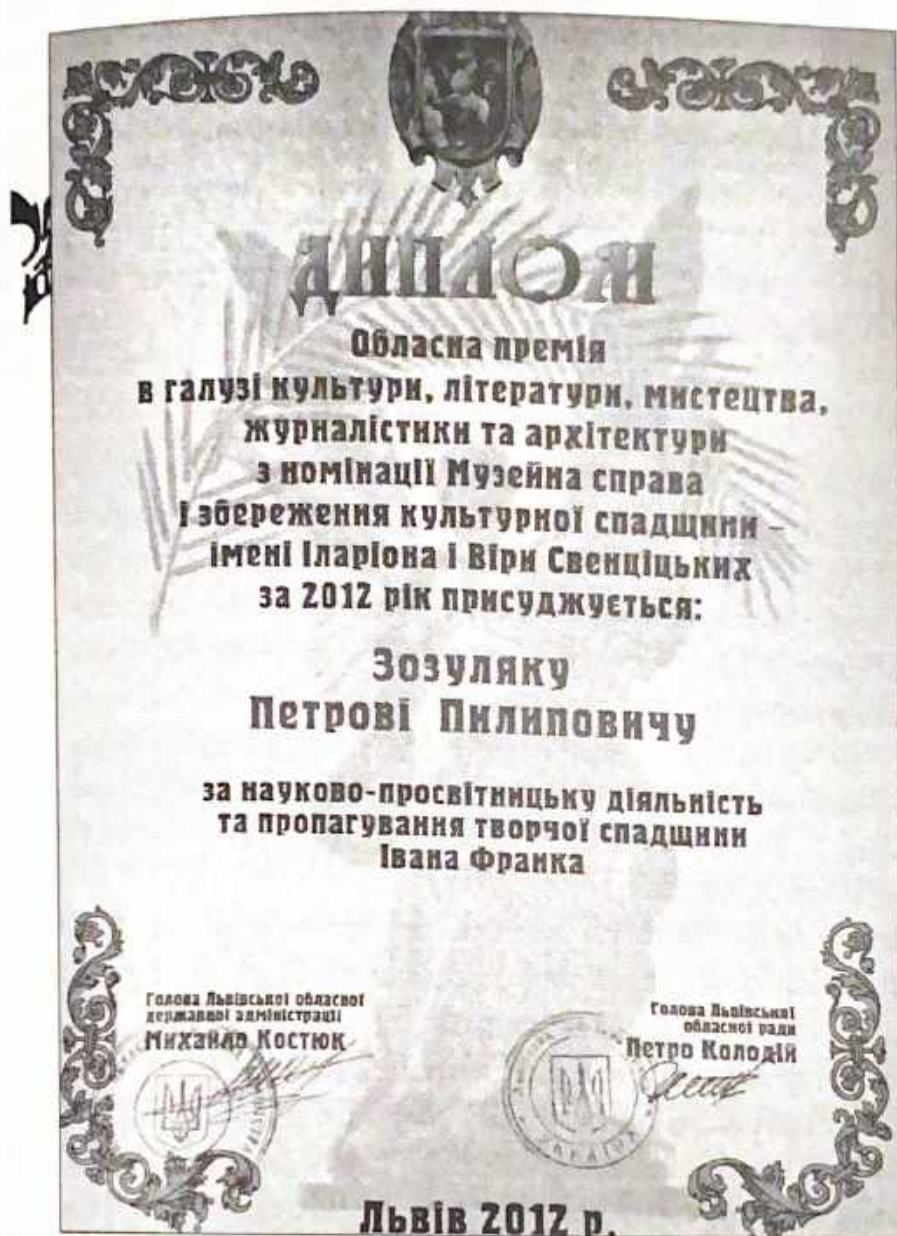 ДИПЛОМ
Обласна премія
в галузі культури, літератури, мистецтва,
журналістики та архітектури
з номінації Музейна справа
і збереження культурної спадщини –
імені Іларіона і Віри Свенціцьких
за 2012 рік присуджується:
Зозуляку
Петрові Пилиповичу
за науково-просвітницьку діяльність
та пропагування творчої спадщини
Івана Франка
Голова Львівської обласної
державної адміністрації
Михайло Костюк
Голова Львівської
обласної ради
Петро Колодій
УКРАЇНА
Львів 2012 р.